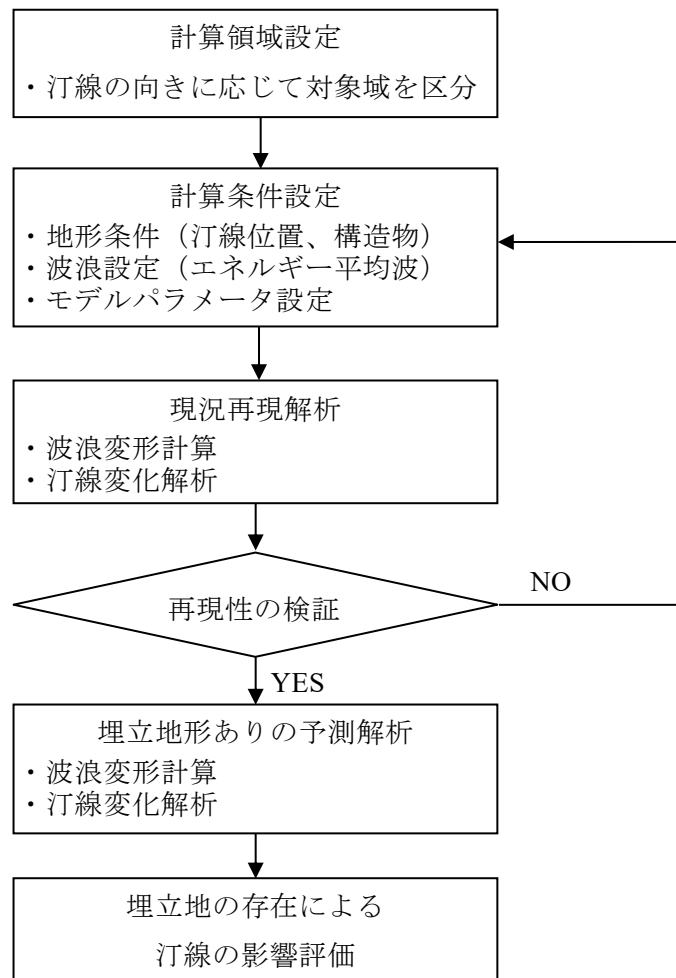 計算領域設定
・汀線の向きに応じて対象域を区分
計算条件設定
・地形条件（汀線位置、構造物）
・波浪設定（エネルギー平均波）
・モデルパラメータ設定
現況再現解析
・波浪変形計算
・汀線変化解析
再現性の検証
NO
YES
埋立地形ありの予測解析
・波浪変形計算
・汀線変化解析
埋立地の存在による
汀線の影響評価